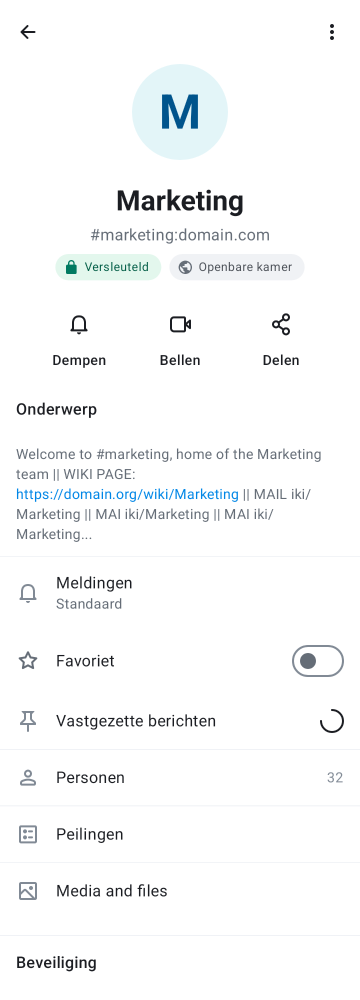 M
Marketing
#marketing:domain.com
Versleuteld Openbare kamer
Dempen Bellen Delen
Onderwerp
Welcome to #marketing, home of the Marketing
team || WIKI PAGE:
https://domain.org/wiki/Marketing || MAIL iki/
Marketing || MAI iki/Marketing || MAI iki/
Marketing...
Meldingen
Standaard
Favoriet
Vastgezette berichten
Personen 32
Peilingen
Media and files
Beveiliging